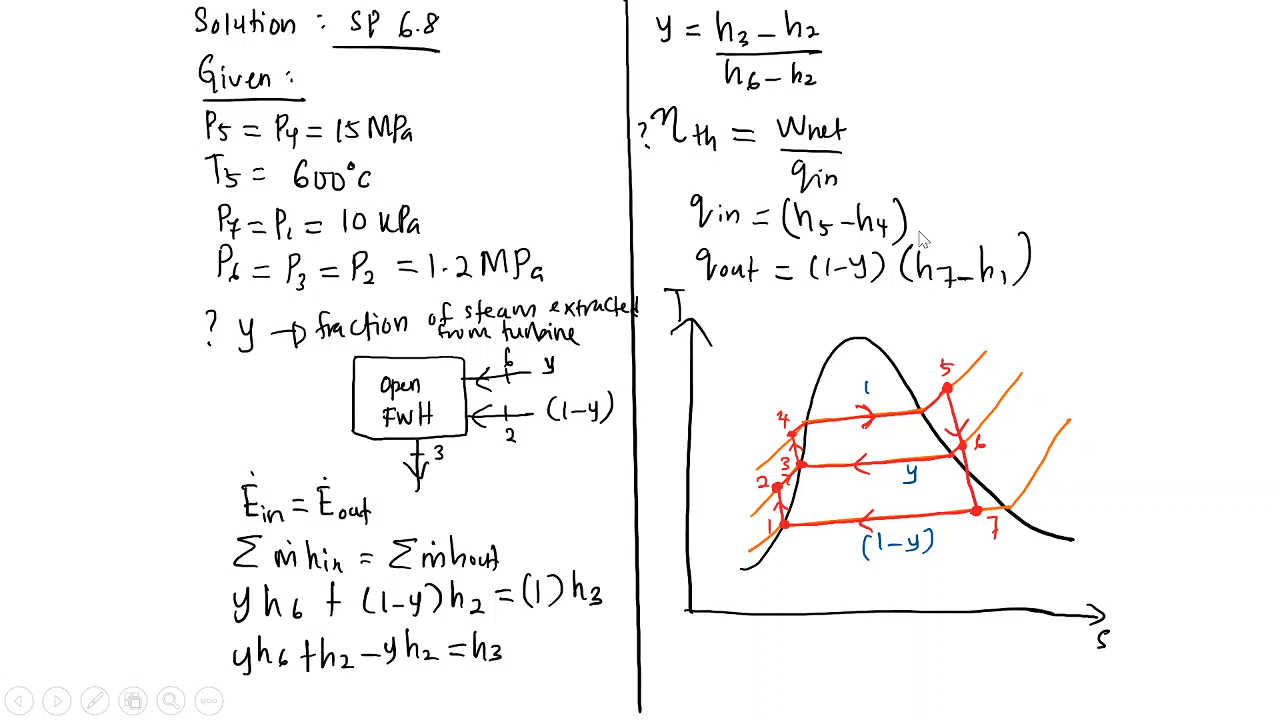 Solution : SP 6.8
Given :
P5 = P4 = 15 MPa
T5 = 600°C
P7 = P1 = 10 kPa
P6 = P3 = P2 = 1.2 MPa
? y → fraction of steam extracted
from turbine
6
y
Open
FWH
(1-y)
2
3
Ėin = Ėout
Σ ṁhin = Σ ṁhout
yh6 + (1-y)h2 = (1)h3
yh6 + h2 - yh2 = h3
y = h3 - h2
h6 - h2
? ηth = Wnet
qin
qin = (h5 - h4)
qout = (1-y) (h7 - h1)
T
5
1
4
6
3
y
2
1
7
(1-y)
s